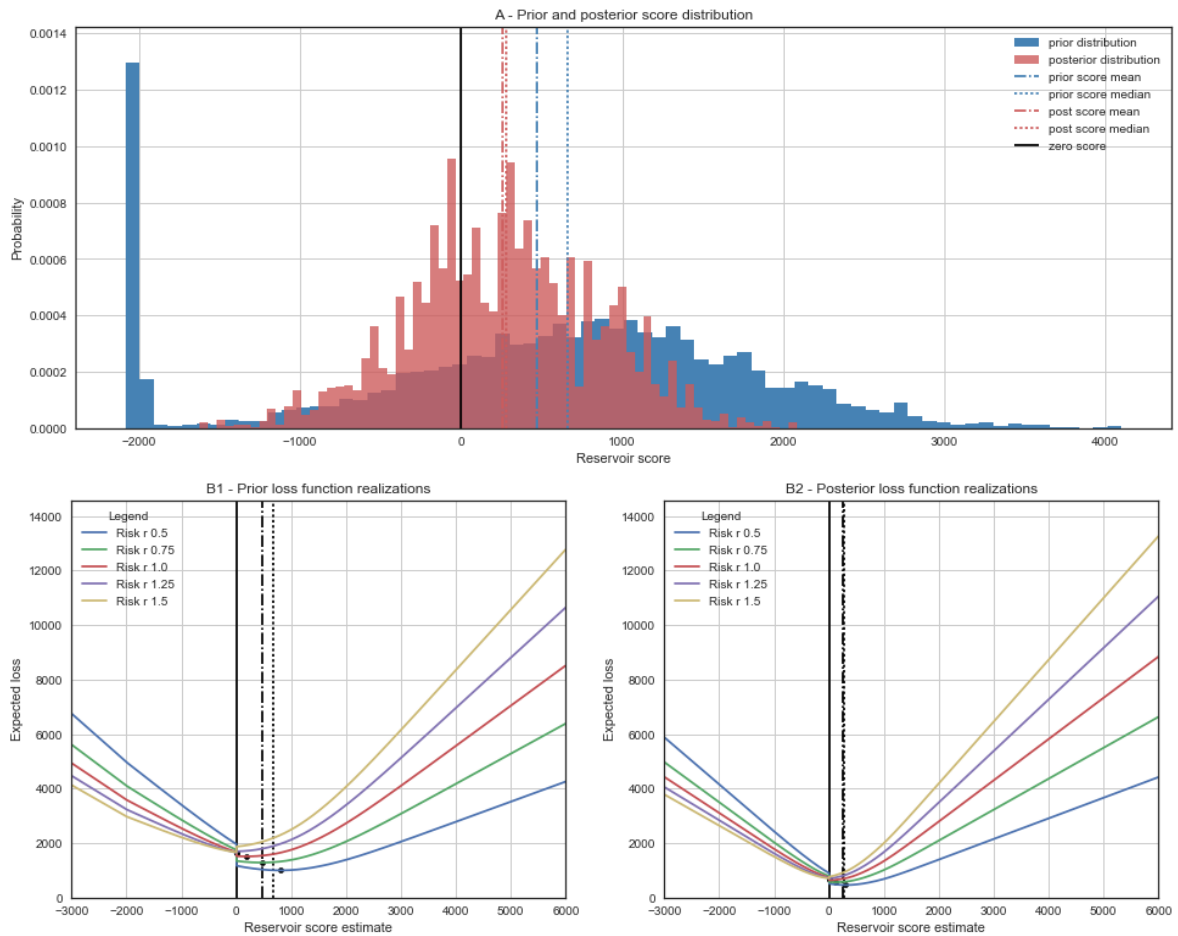 A - Prior and posterior score distribution
0.0014
0.0012
0.0010
0.0008
0.0006
0.0004
0.0002
0.0000
Probability
prior distribution
posterior distribution
prior score mean
prior score median
post score mean
post score median
zero score
−2000 −1000 0 1000 2000 3000 4000
Reservoir score
B1 - Prior loss function realizations
14000
12000
10000
8000
6000
4000
2000
0
Expected loss
Legend
Risk r 0.5
Risk r 0.75
Risk r 1.0
Risk r 1.25
Risk r 1.5
−3000 −2000 −1000 0 1000 2000 3000 4000 5000 6000
Reservoir score estimate
B2 - Posterior loss function realizations
14000
12000
10000
8000
6000
4000
2000
0
Expected loss
Legend
Risk r 0.5
Risk r 0.75
Risk r 1.0
Risk r 1.25
Risk r 1.5
−3000 −2000 −1000 0 1000 2000 3000 4000 5000 6000
Reservoir score estimate